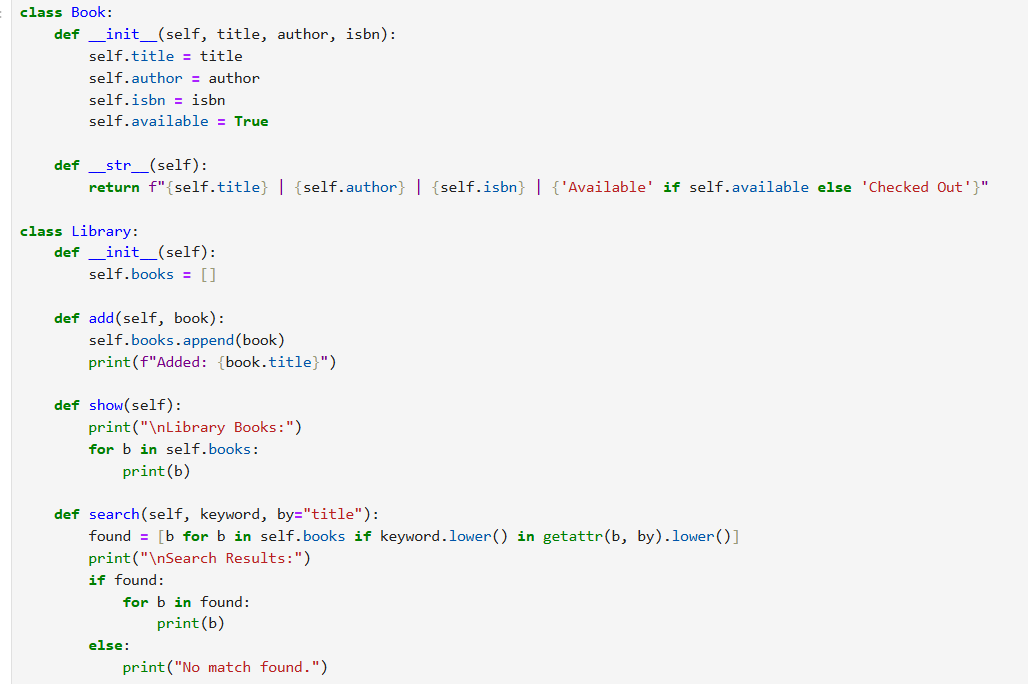 class Book:
    def __init__(self, title, author, isbn):
        self.title = title
        self.author = author
        self.isbn = isbn
        self.available = True

    def __str__(self):
        return f"{self.title} | {self.author} | {self.isbn} | {'Available' if self.available else 'Checked Out'}"

class Library:
    def __init__(self):
        self.books = []

    def add(self, book):
        self.books.append(book)
        print(f"Added: {book.title}")

    def show(self):
        print("\nLibrary Books:")
        for b in self.books:
            print(b)

    def search(self, keyword, by="title"):
        found = [b for b in self.books if keyword.lower() in getattr(b, by).lower()]
        print("\nSearch Results:")
        if found:
            for b in found:
                print(b)
        else:
            print("No match found.")